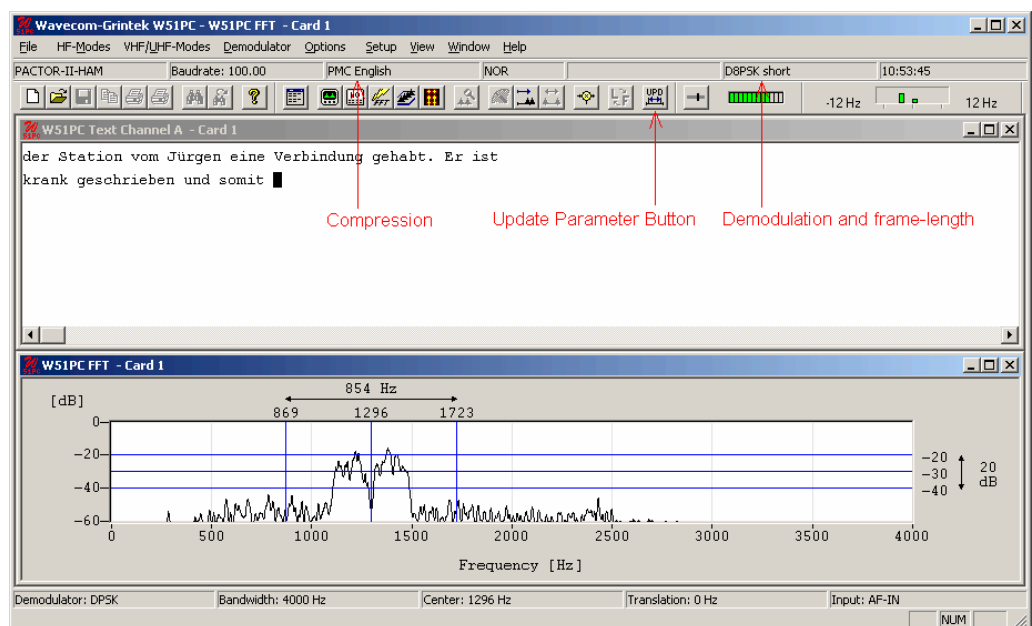 Wavecom-Grintek W51PC - W51PC FFT - Card 1
File HF-Modes VHF/UHF-Modes Demodulator Options Setup View Window Help
PACTOR-II-HAM Baudrate: 100.00 PMC English NOR D8PSK short 10:53:45
UPD -12 Hz 12 Hz
W51PC Text Channel A - Card 1
der Station vom Jürgen eine Verbindung gehabt. Er ist
krank geschrieben und somit
Compression Update Parameter Button Demodulation and frame-length
W51PC FFT - Card 1
854 Hz
[dB] 869 1296 1723
0
-20 -20
-30 20 dB
-40 -40
-60
0 500 1000 1500 2000 2500 3000 3500 4000
Frequency [Hz]
Demodulator: DPSK Bandwidth: 4000 Hz Center: 1296 Hz Translation: 0 Hz Input: AF-IN
NUM